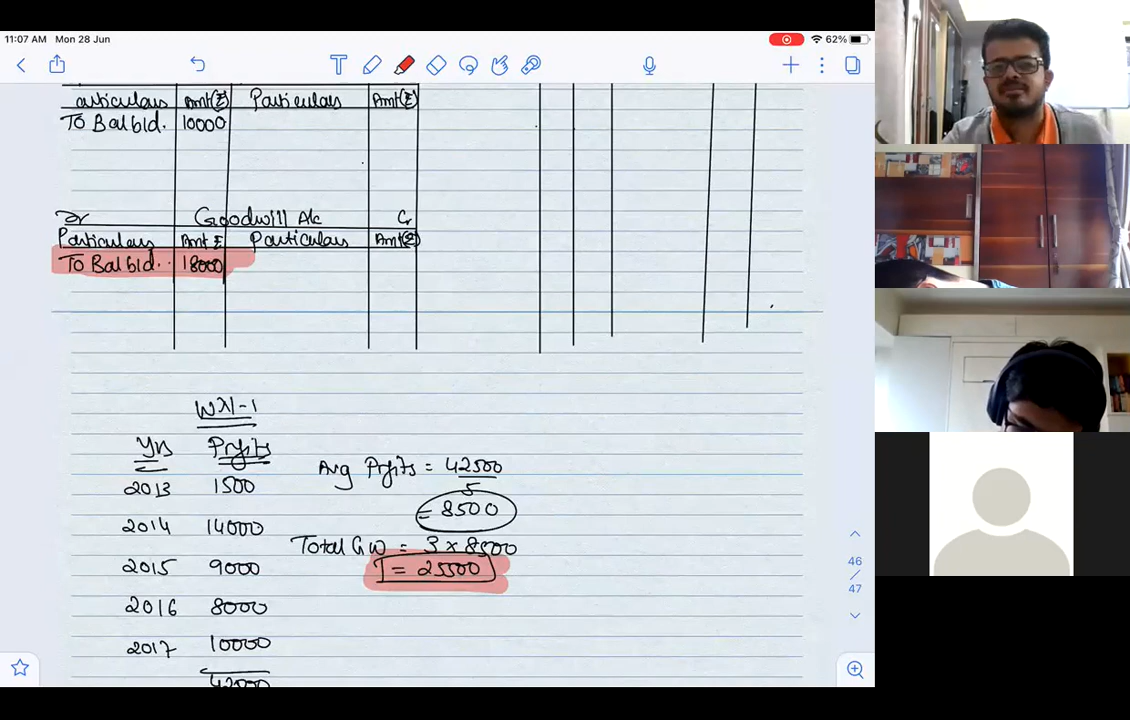 11:07 AM Mon 28 Jun
62%
articulars Amt(₹) Particulars Amt(₹)
To Bal b/d. 10000
Dr Goodwill A/c Cr
Particulars Amt ₹ Particulars Amt(₹)
To Bal b/d.. 18000
WN-1
Yrs Profits
2013 1500
2014 14000
2015 9000
2016 8000
2017 10000
42000
Avg Profits = 42500
5
= 8500
Total GW = 3 x 8500
= 25500
46
/
47